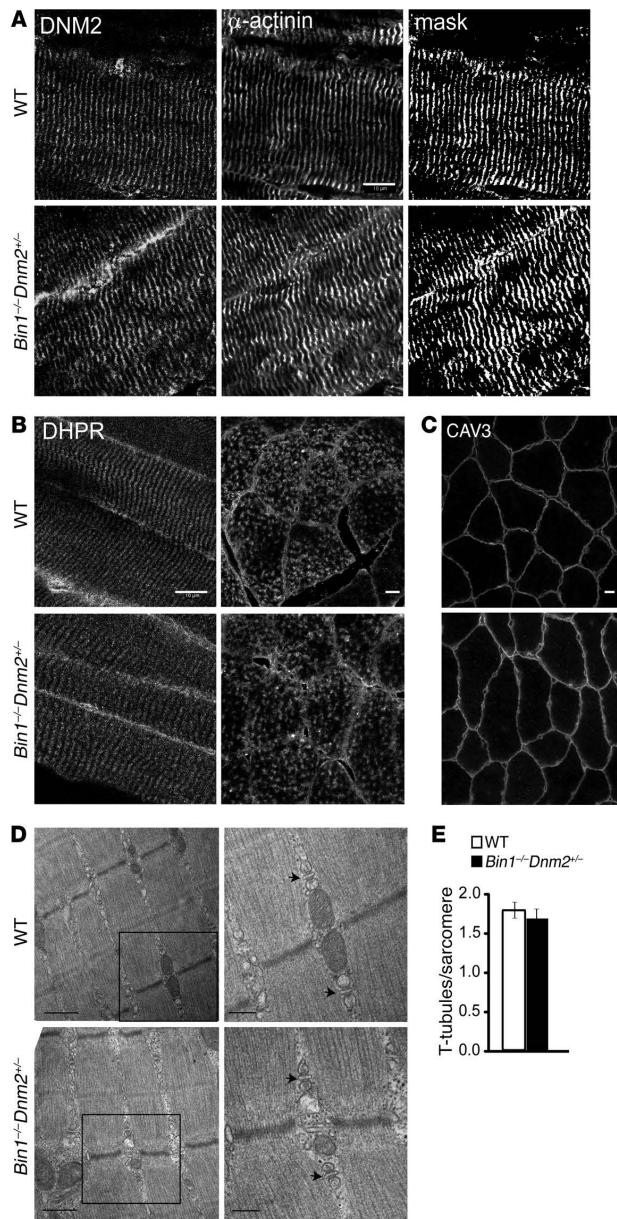 A
DNM2
α-actinin
mask
WT
10 µm
Bin1–/–Dnm2+/–
B
DHPR
WT
10 µm
Bin1–/–Dnm2+/–
C
CAV3
D
WT
Bin1–/–Dnm2+/–
E
WT
Bin1–/–Dnm2+/–
T-tubules/sarcomere
2.0
1.5
1.0
0.5
0.0